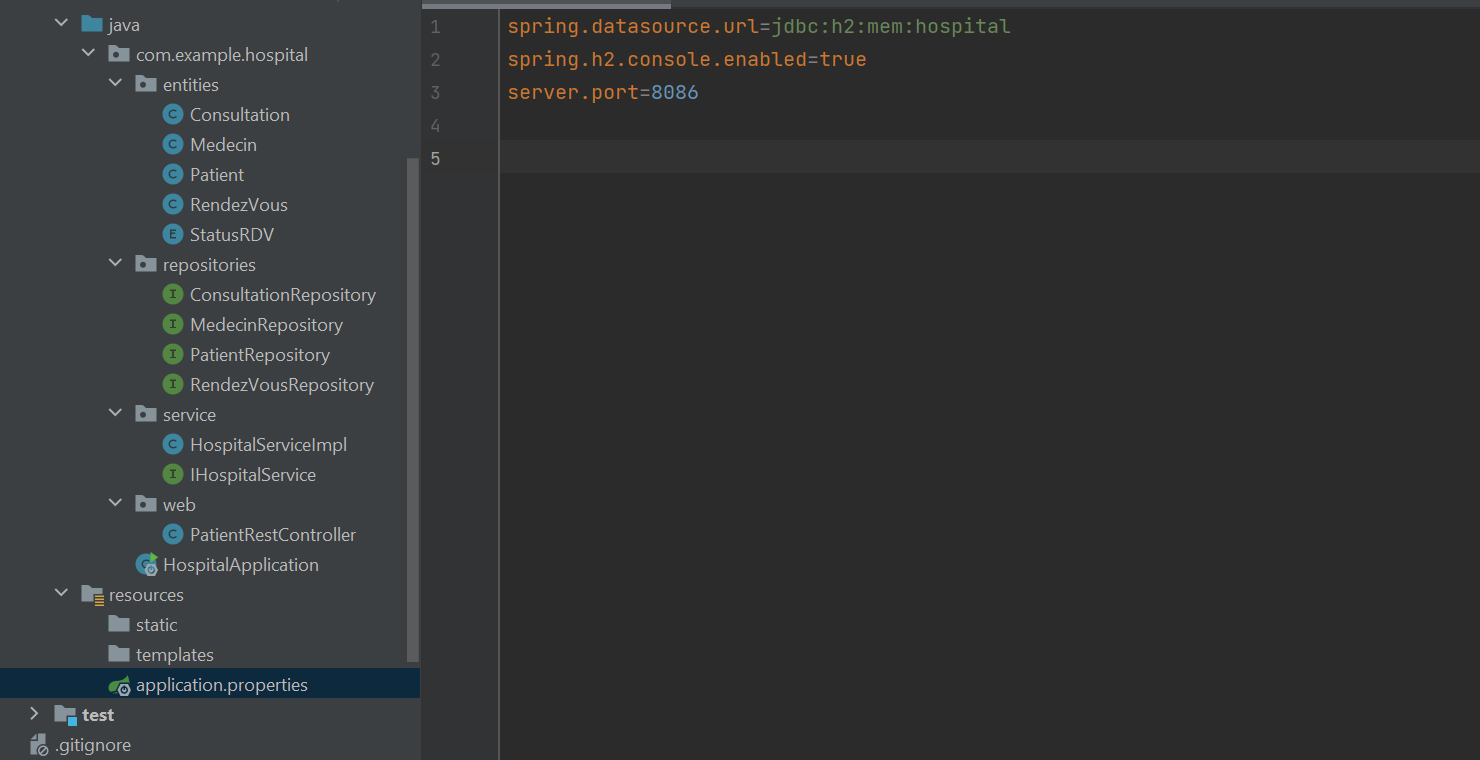 java
com.example.hospital
entities
C Consultation
C Medecin
C Patient
C RendezVous
E StatusRDV
repositories
I ConsultationRepository
I MedecinRepository
I PatientRepository
I RendezVousRepository
service
C HospitalServiceImpl
I IHospitalService
web
C PatientRestController
HospitalApplication
resources
static
templates
application.properties
test
.gitignore
1 spring.datasource.url=jdbc:h2:mem:hospital
2 spring.h2.console.enabled=true
3 server.port=8086
4
5